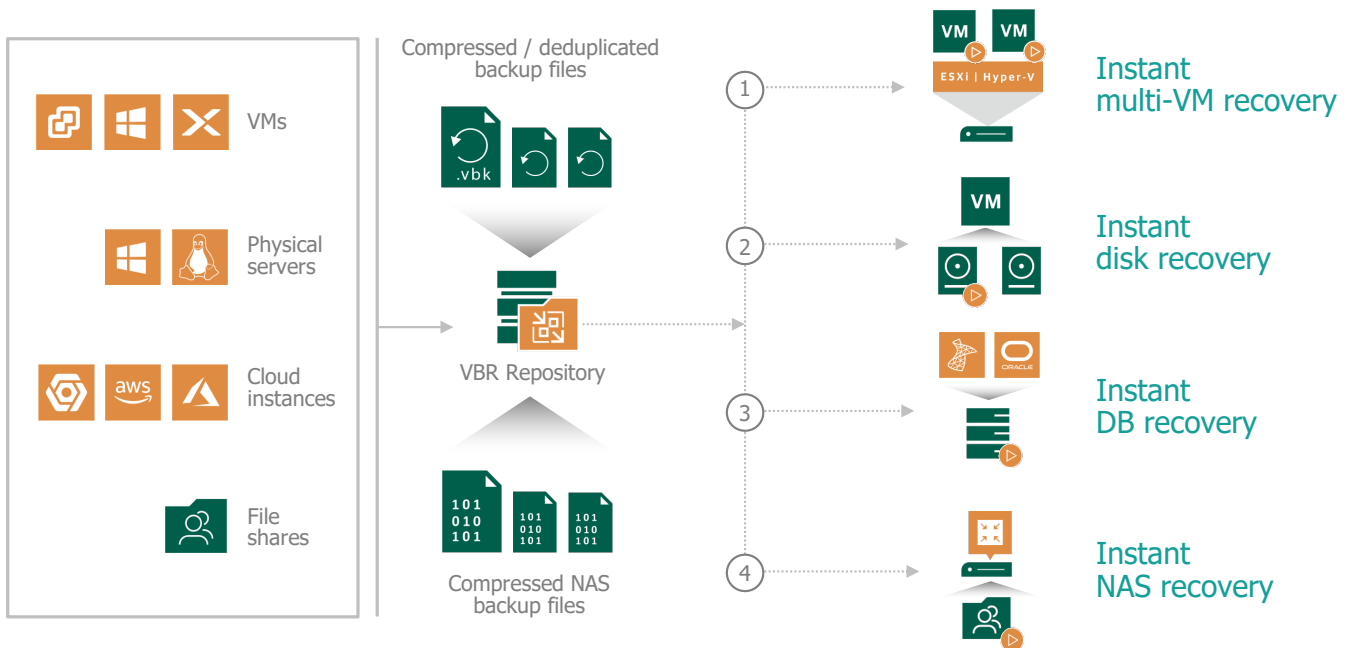 VMs
Physical
servers
aws
Cloud
instances
File
shares
Compressed / deduplicated
backup files
.vbk
VBR Repository
101
010
101
101
010
101
101
010
101
Compressed NAS
backup files
1
VM
VM
ESXi | Hyper-V
Instant
multi-VM recovery
2
VM
Instant
disk recovery
3
ORACLE
Instant
DB recovery
4
Instant
NAS recovery